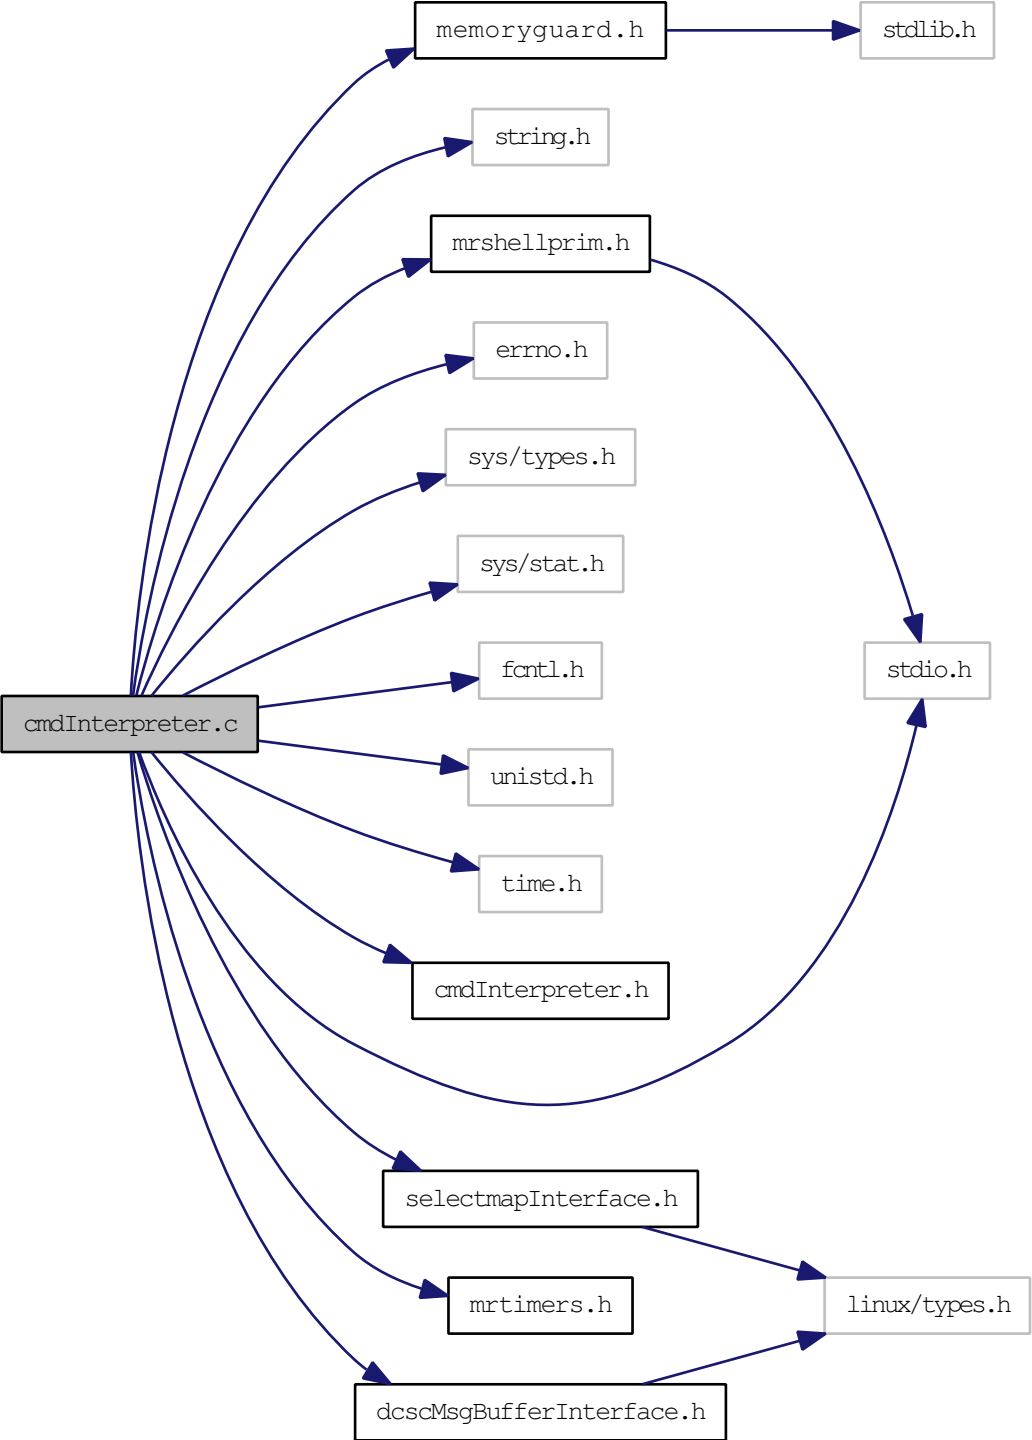 memoryguard.h
stdlib.h
string.h
mrshellprim.h
errno.h
sys/types.h
sys/stat.h
fcntl.h
stdio.h
cmdInterpreter.c
unistd.h
time.h
cmdInterpreter.h
selectmapInterface.h
mrtimers.h
linux/types.h
dcscMsgBufferInterface.h